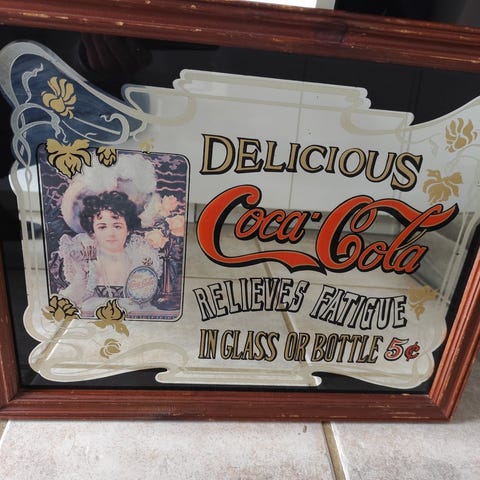 DELICIOUS
Coca-Cola
RELIEVES FATIGUE
IN GLASS OR BOTTLE 5¢